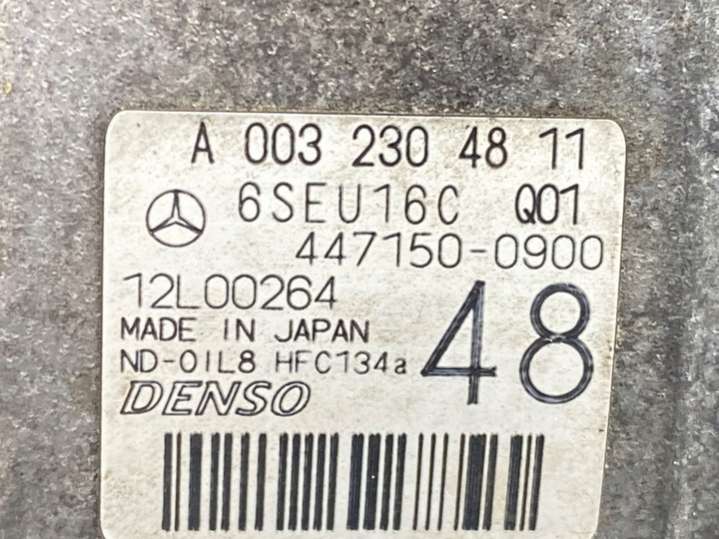 A 003 230 48 11
6SEU16C Q01
447150-0900
12L00264
48
MADE IN JAPAN
ND-OIL8 HFC134a
DENSO